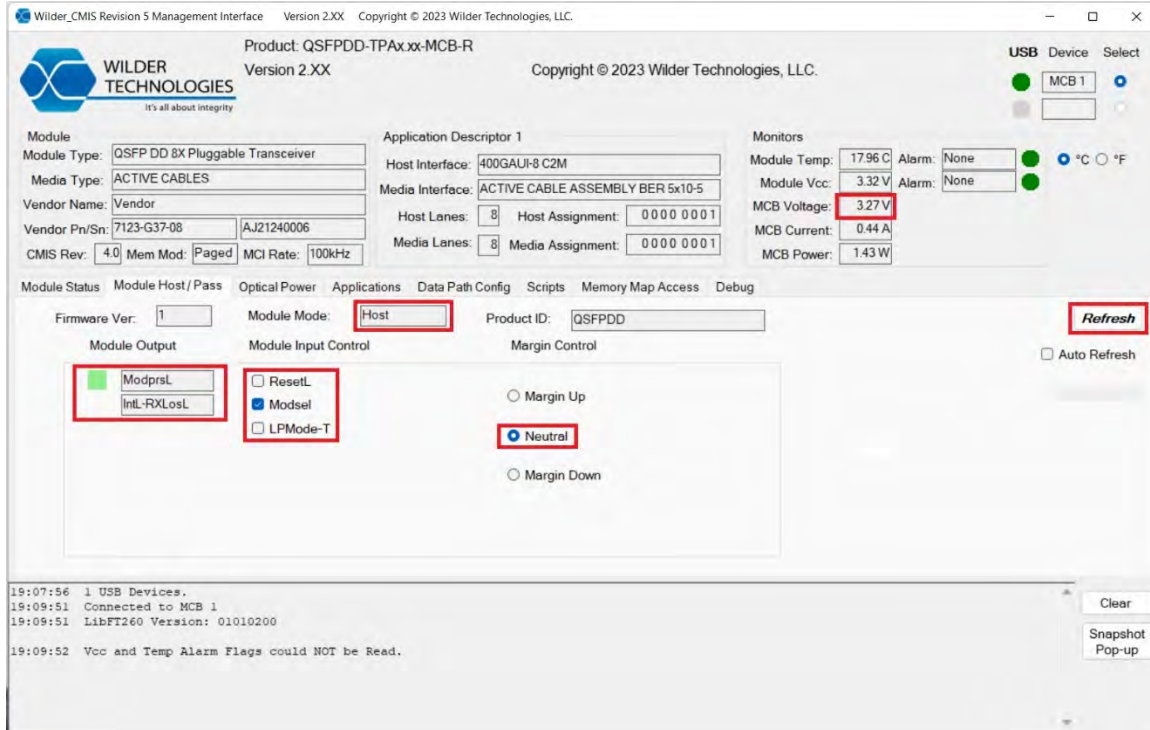 Wilder_CMIS Revision 5 Management Interface Version 2.XX Copyright © 2023 Wilder Technologies, LLC.
WILDER
TECHNOLOGIES
It's all about integrity
Product: QSFPDD-TPAx.xx-MCB-R
Version 2.XX
Copyright © 2023 Wilder Technologies, LLC.
USB Device Select
MCB 1
Module
Module Type: QSFP DD 8X Pluggable Transceiver
Media Type: ACTIVE CABLES
Vendor Name: Vendor
Vendor Pn/Sn: 7123-G37-08 AJ21240006
CMIS Rev: 4.0 Mem Mod: Paged MCI Rate: 100kHz
Application Descriptor 1
Host Interface: 400GAUI-8 C2M
Media Interface: ACTIVE CABLE ASSEMBLY BER 5x10-5
Host Lanes: 8 Host Assignment: 0000 0001
Media Lanes: 8 Media Assignment: 0000 0001
Monitors
Module Temp: 17.96 C Alarm: None °C °F
Module Vcc: 3.32 V Alarm: None
MCB Voltage: 3.27 V
MCB Current: 0.44 A
MCB Power: 1.43 W
Module Status Module Host / Pass Optical Power Applications Data Path Config Scripts Memory Map Access Debug
Firmware Ver: 1 Module Mode: Host Product ID: QSFPDD Refresh
Module Output Module Input Control Margin Control Auto Refresh
ModprsL
IntL-RXLosL
ResetL
Modsel
LPMode-T
Margin Up
Neutral
Margin Down
19:07:56 1 USB Devices.
19:09:51 Connected to MCB 1
19:09:51 LibFT260 Version: 01010200
19:09:52 Vcc and Temp Alarm Flags could NOT be Read.
Clear
Snapshot
Pop-up